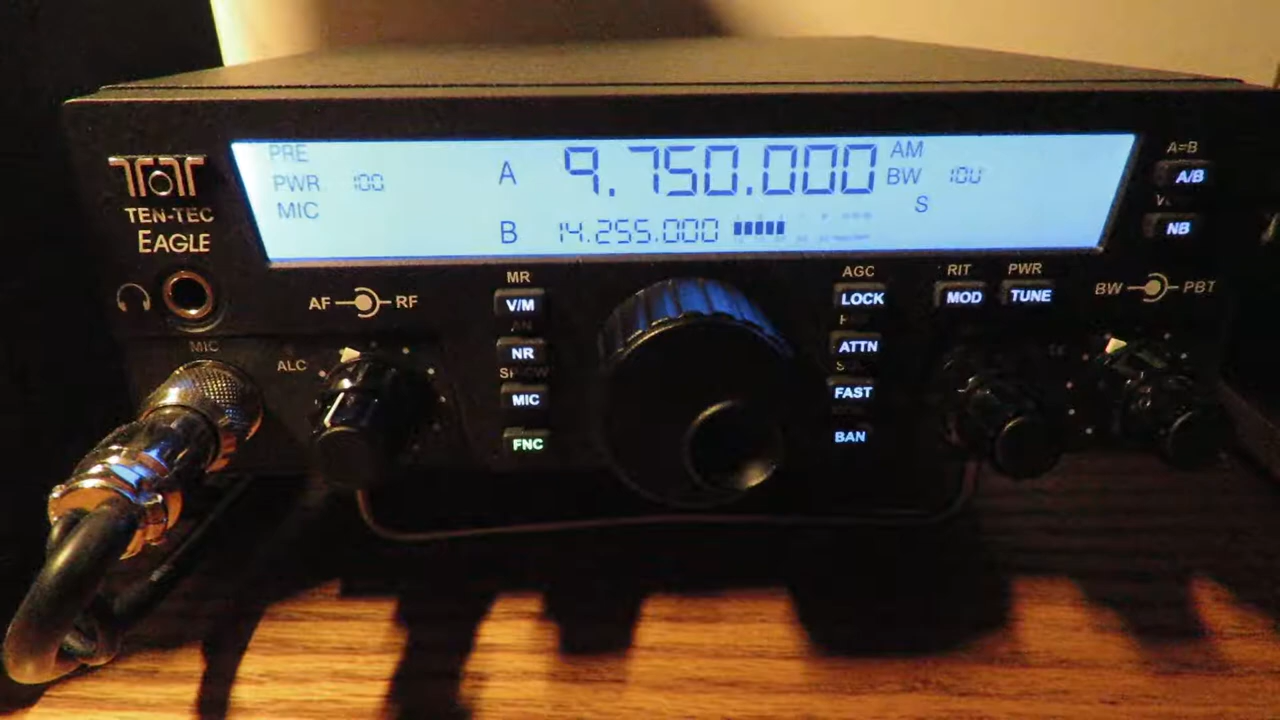 PRE
PWR 100
MIC
A 9.750.000 AM
BW 10U
S
B 14.255.000
TEN-TEC
EAGLE
A=B
A/B
NB
MIC
AF RF
ALC
MR
V/M
NR
MIC
FNC
AGC
LOCK
ATTN
FAST
BAN
RIT
MOD
PWR
TUNE
BW PBT